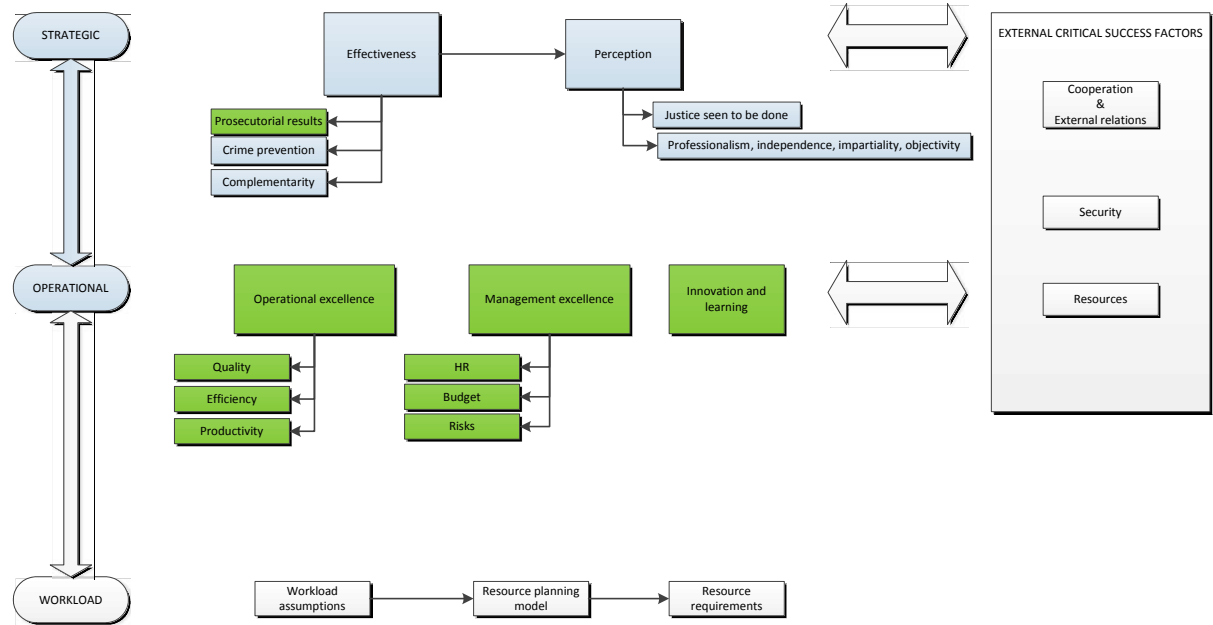 STRATEGIC
Effectiveness
Perception
EXTERNAL CRITICAL SUCCESS FACTORS
Prosecutorial results
Crime prevention
Complementarity
Justice seen to be done
Professionalism, independence, impartiality, objectivity
Cooperation
&
External relations
Security
Resources
OPERATIONAL
Operational excellence
Management excellence
Innovation and
learning
Quality
Efficiency
Productivity
HR
Budget
Risks
WORKLOAD
Workload
assumptions
Resource planning
model
Resource
requirements